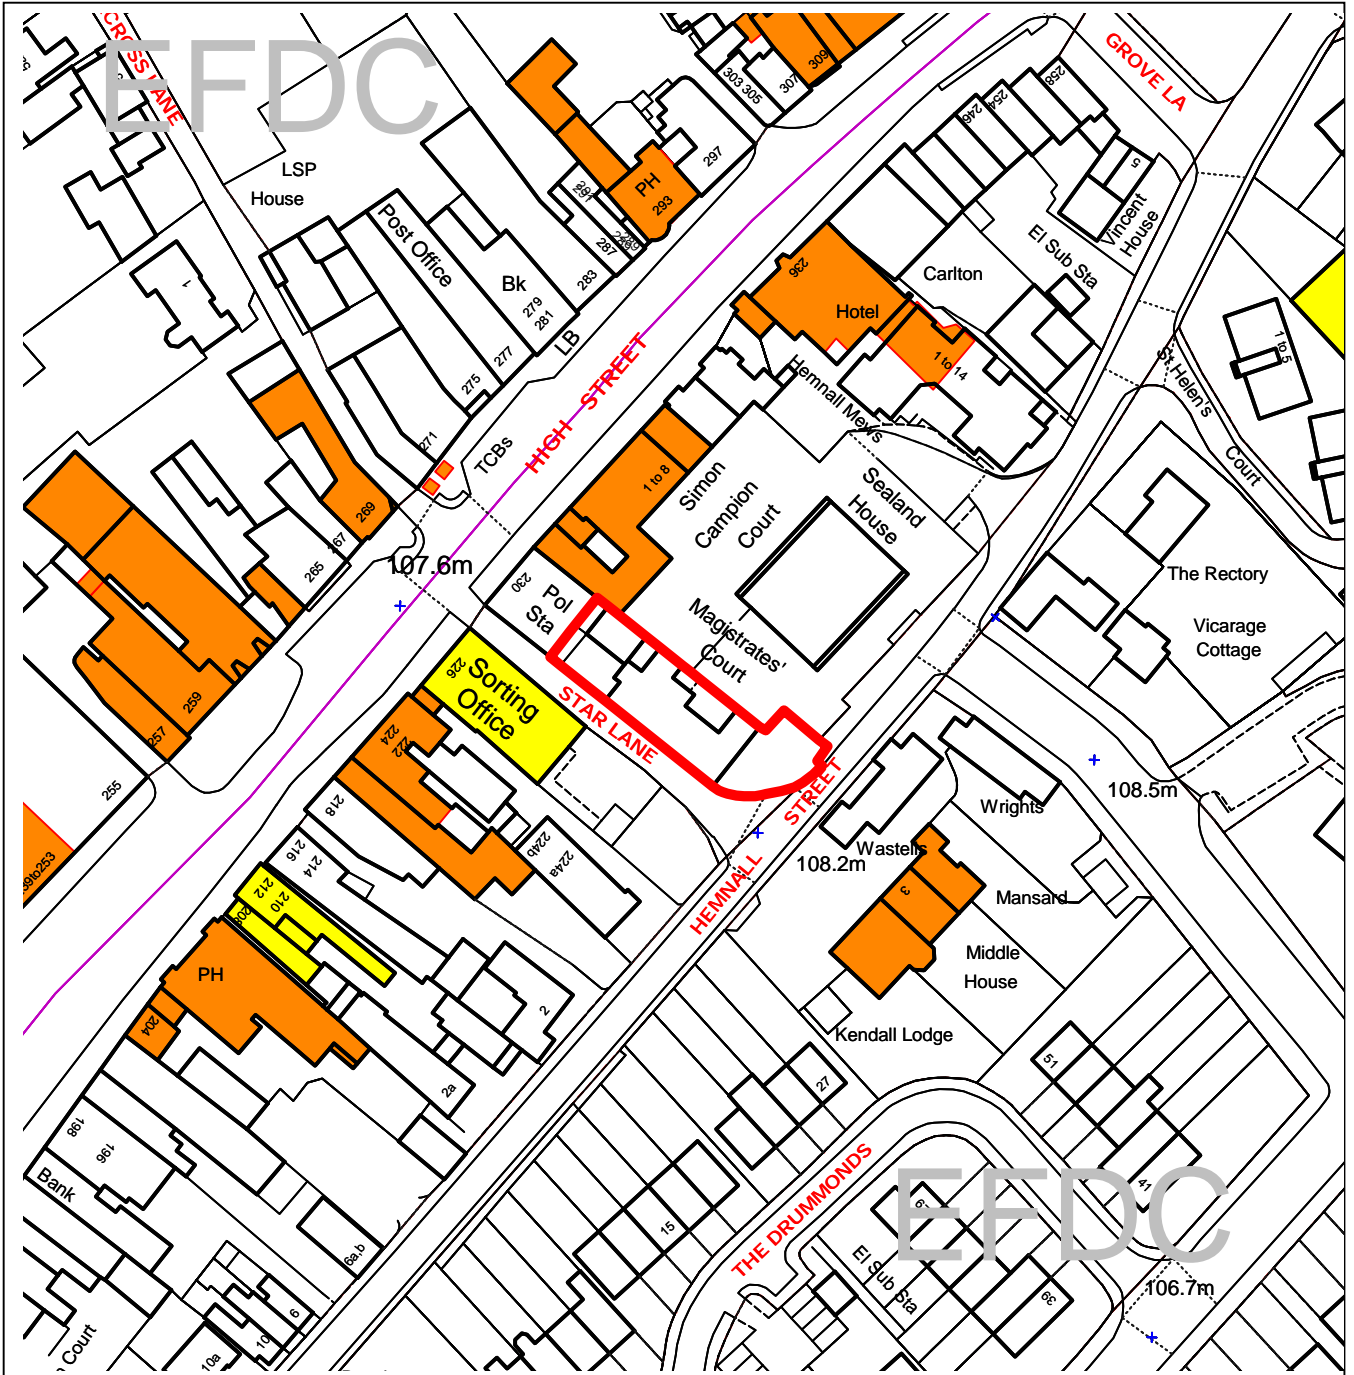 CROSS LANE
EFDC
GROVE LA
303 305
307
309
258
254
246
5
Vincent
House
LSP
House
PH
293
297
291
287
283
Post Office
Bk
279
281
LB
277
275
271
TCBs
HIGH STREET
El Sub Sta
Carlton
236
Hotel
1 to 14
Hemnall Mews
1 to 5
St Helen's
Court
1
269
267
265
107.6m
1 to 8
Simon
Campion
Court
Sealand
House
230
Pol
Sta
Magistrates'
Court
The Rectory
Vicarage
Cottage
226
Sorting
Office
STAR LANE
259
257
255
224
222
218
216
214
212
210
208
224b
224a
HEMNALL STREET
108.5m
Wrights
108.2m
Wastells
3
Mansard
Middle
House
Kendall Lodge
PH
204
2
2a
198
196
Bank
6a,b
27
51
41
15
THE DRUMMONDS
EFDC
El Sub Sta
39
106.7m
9
10
10a
Court